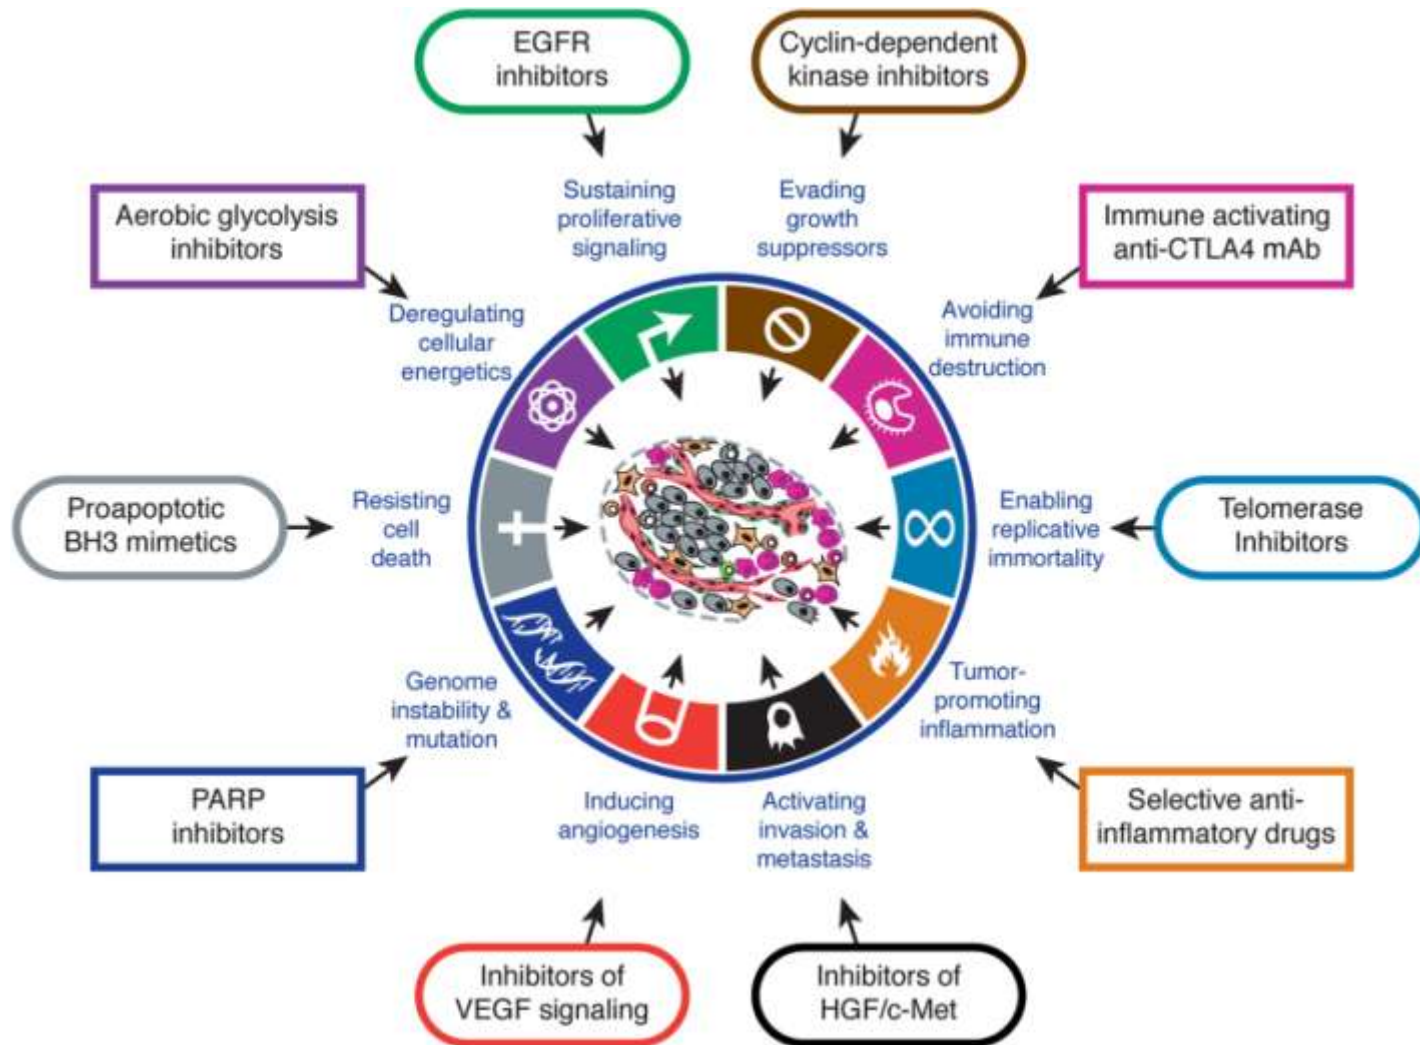 EGFR
inhibitors
Cyclin-dependent
kinase inhibitors
Sustaining
proliferative
signaling
Evading
growth
suppressors
Aerobic glycolysis
inhibitors
Immune activating
anti-CTLA4 mAb
Deregulating
cellular
energetics
Avoiding
immune
destruction
Proapoptotic
BH3 mimetics
Resisting
cell
death
Enabling
replicative
immortality
Telomerase
Inhibitors
Genome
instability &
mutation
Tumor-
promoting
inflammation
PARP
inhibitors
Inducing
angiogenesis
Activating
invasion &
metastasis
Selective anti-
inflammatory drugs
Inhibitors of
VEGF signaling
Inhibitors of
HGF/c-Met